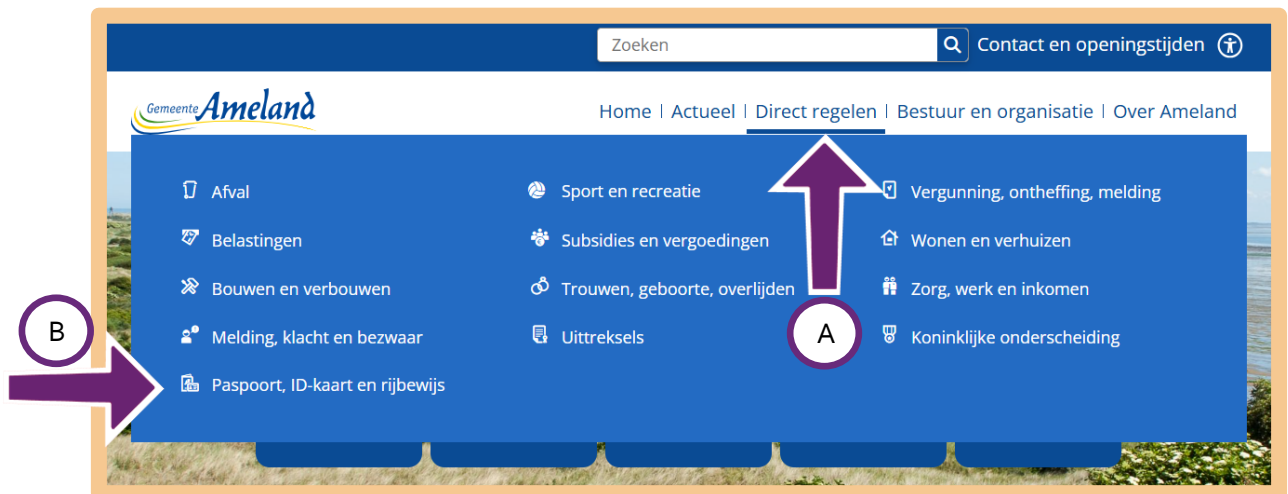 Zoeken
Contact en openingstijden
Gemeente Ameland
Home | Actueel | Direct regelen | Bestuur en organisatie | Over Ameland
Afval
Sport en recreatie
Vergunning, ontheffing, melding
Belastingen
Subsidies en vergoedingen
Wonen en verhuizen
Bouwen en verbouwen
Trouwen, geboorte, overlijden
Zorg, werk en inkomen
B
Melding, klacht en bezwaar
Uittreksels
A
Koninklijke onderscheiding
Paspoort, ID-kaart en rijbewijs